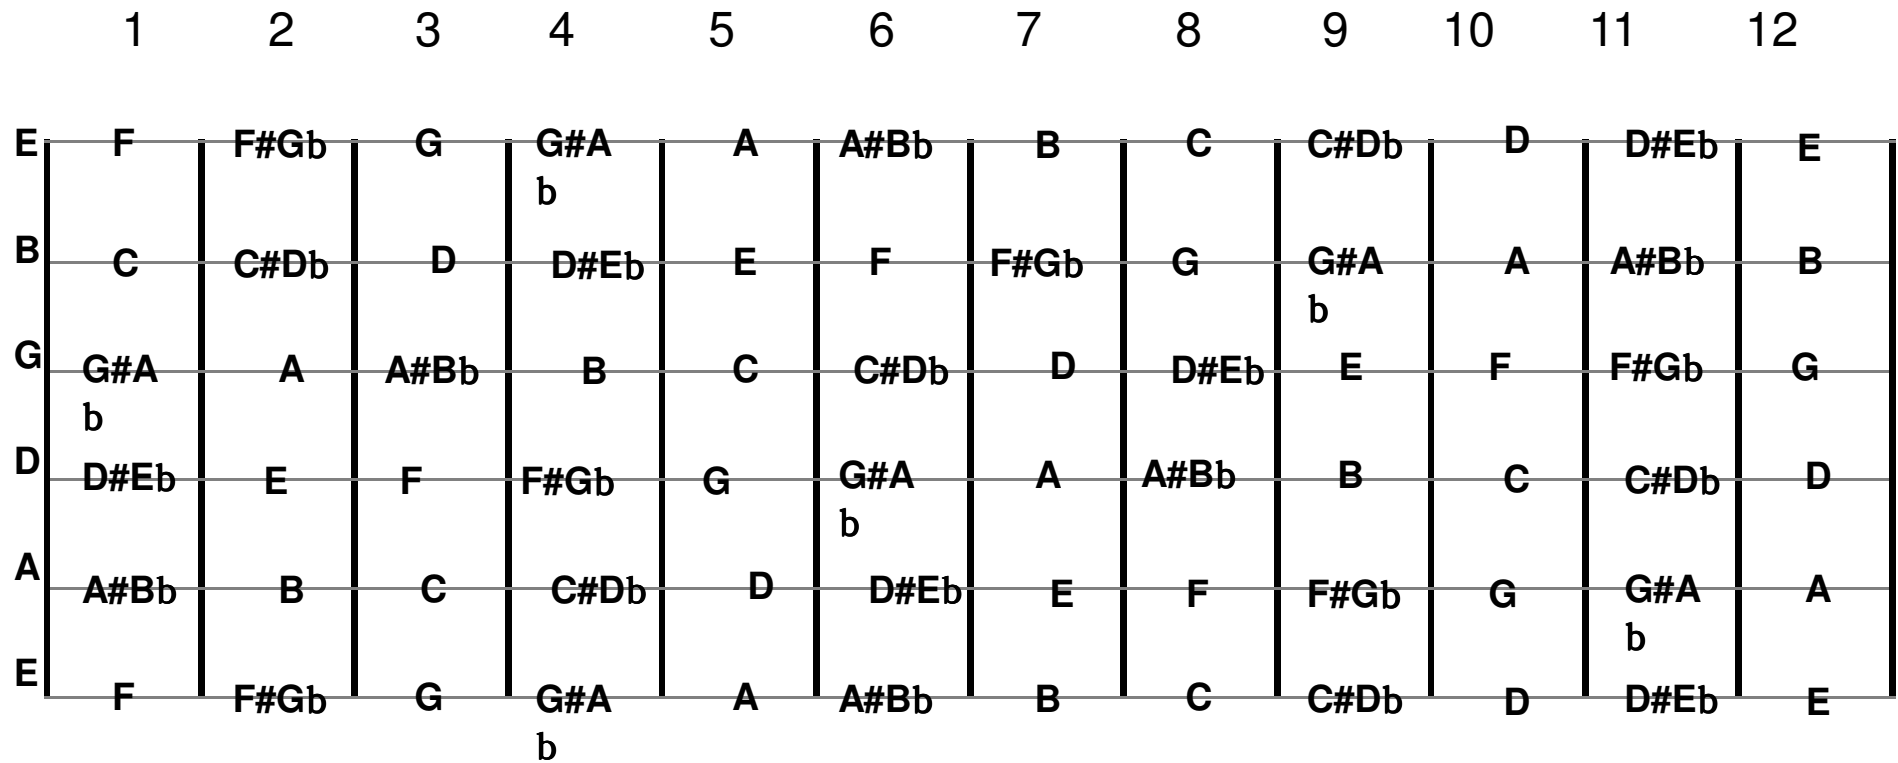 1 2 3 4 5 6 7 8 9 10 11 12
E F F#Gb G G#A A A#Bb B C C#Db D D#Eb E
b
B C C#Db D D#Eb E F F#Gb G G#A A A#Bb B
b
G G#A A A#Bb B C C#Db D D#Eb E F F#Gb G
b
D D#Eb E F F#Gb G G#A A A#Bb B C C#Db D
b
A A#Bb B C C#Db D D#Eb E F F#Gb G G#A A
b
E F F#Gb G G#A A A#Bb B C C#Db D D#Eb E
b